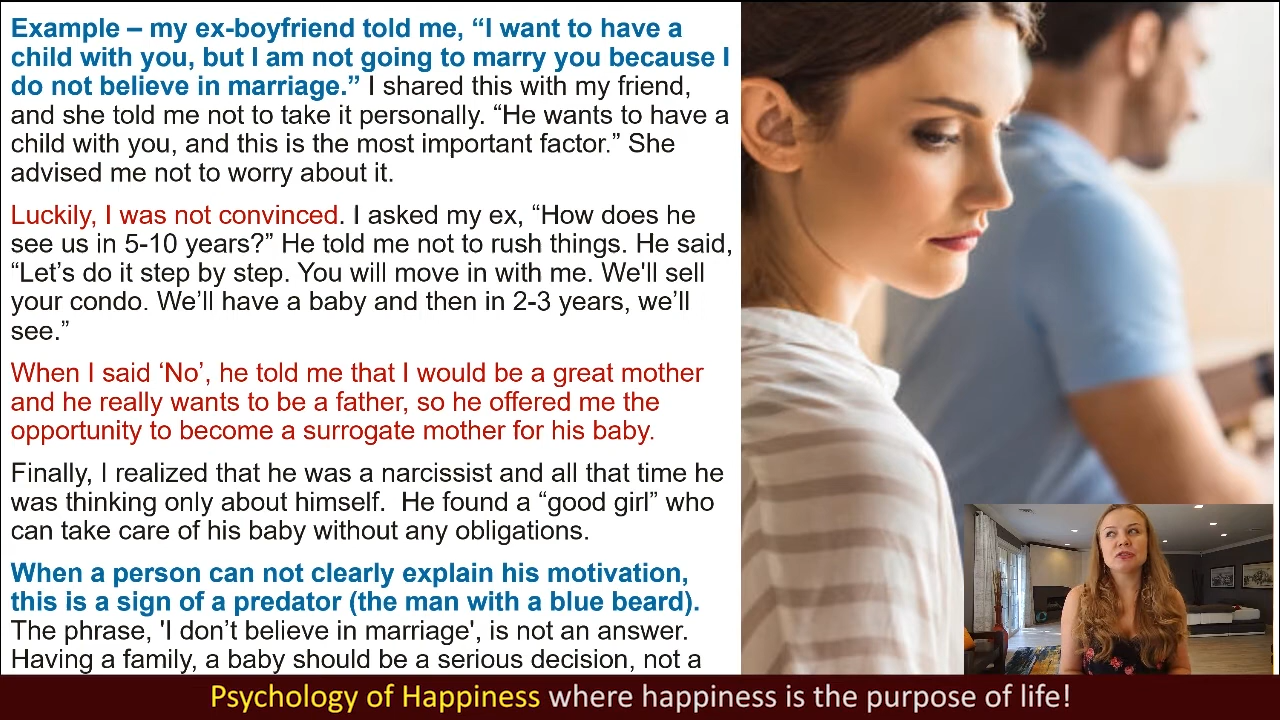 Example – my ex-boyfriend told me, “I want to have a
child with you, but I am not going to marry you because I
do not believe in marriage.” I shared this with my friend,
and she told me not to take it personally. “He wants to have a
child with you, and this is the most important factor.” She
advised me not to worry about it.
Luckily, I was not convinced. I asked my ex, “How does he
see us in 5-10 years?” He told me not to rush things. He said,
“Let’s do it step by step. You will move in with me. We'll sell
your condo. We’ll have a baby and then in 2-3 years, we’ll
see.”
When I said ‘No’, he told me that I would be a great mother
and he really wants to be a father, so he offered me the
opportunity to become a surrogate mother for his baby.
Finally, I realized that he was a narcissist and all that time he
was thinking only about himself.  He found a “good girl” who
can take care of his baby without any obligations.
When a person can not clearly explain his motivation,
this is a sign of a predator (the man with a blue beard).
The phrase, 'I don’t believe in marriage', is not an answer.
Having a family, a baby should be a serious decision, not a
Psychology of Happiness where happiness is the purpose of life!